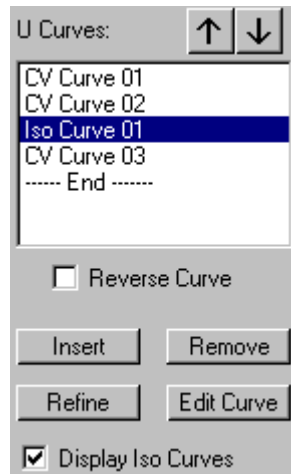 U Curves:
CV Curve 01
CV Curve 02
Iso Curve 01
CV Curve 03
------ End -------
Reverse Curve
Insert Remove
Refine Edit Curve
Display Iso Curves